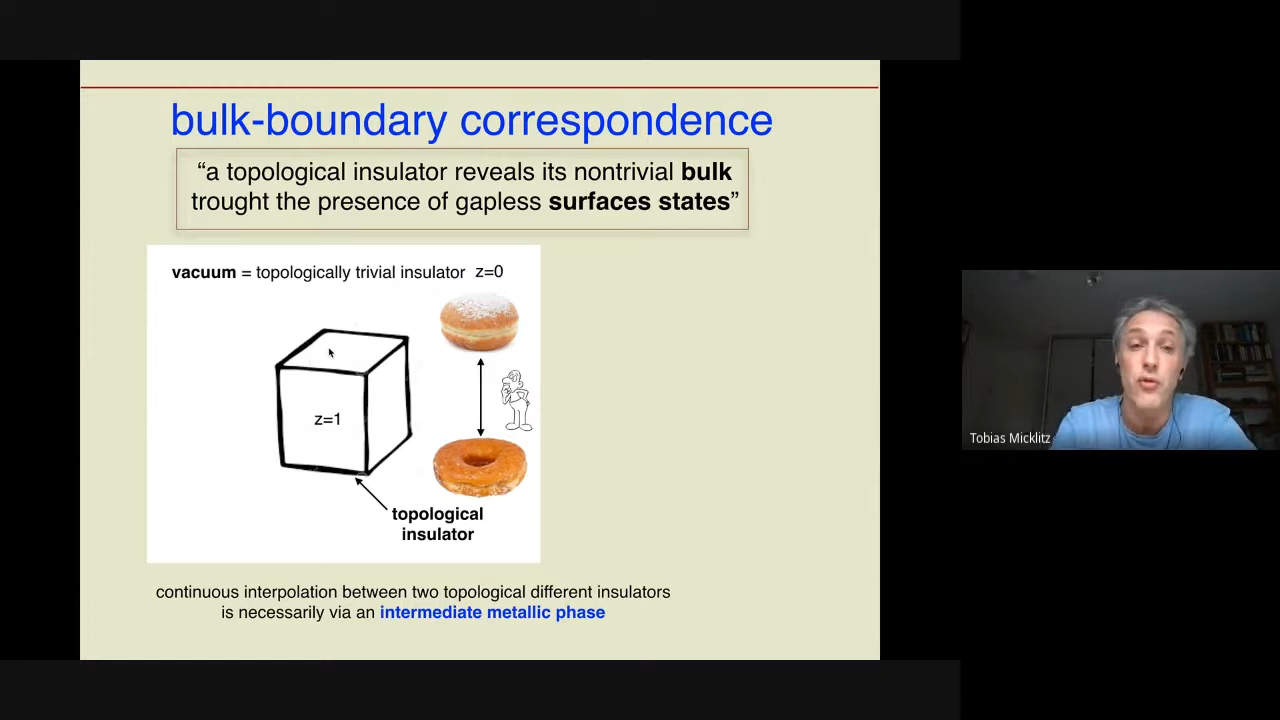 bulk-boundary correspondence
“a topological insulator reveals its nontrivial bulk
trought the presence of gapless surfaces states”
vacuum = topologically trivial insulator z=0
z=1
topological
insulator
continuous interpolation between two topological different insulators
is necessarily via an intermediate metallic phase
Tobias Micklitz